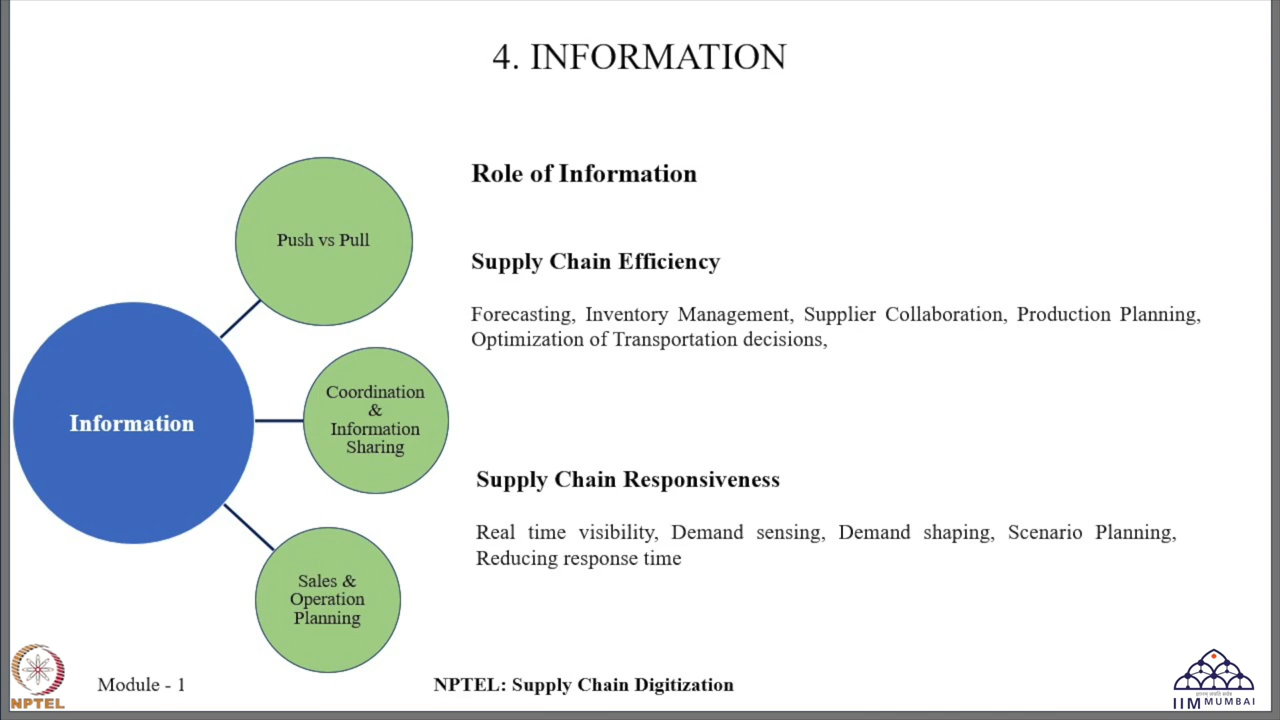 4. INFORMATION
Role of Information
Push vs Pull
Supply Chain Efficiency
Forecasting, Inventory Management, Supplier Collaboration, Production Planning,
Optimization of Transportation decisions,
Information
Coordination
&
Information
Sharing
Supply Chain Responsiveness
Real time visibility, Demand sensing, Demand shaping, Scenario Planning,
Reducing response time
Sales &
Operation
Planning
NPTEL
Module - 1
NPTEL: Supply Chain Digitization
IIM MUMBAI